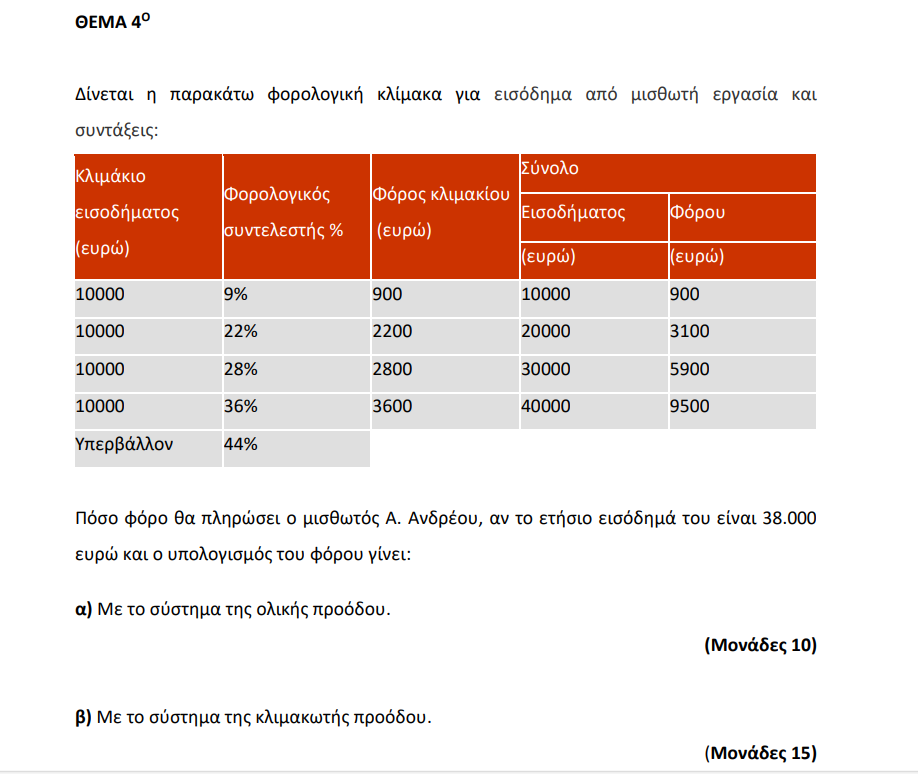 ΘΕΜΑ 4º
Δίνεται η παρακάτω φορολογική κλίμακα για εισόδημα από μισθωτή εργασία και
συντάξεις:
Κλιμάκιο εισοδήματος (ευρώ) Φορολογικός συντελεστής % Φόρος κλιμακίου (ευρώ) Σύνολο
Εισοδήματος Φόρου
(ευρώ) (ευρώ)
10000 9% 900 10000 900
10000 22% 2200 20000 3100
10000 28% 2800 30000 5900
10000 36% 3600 40000 9500
Υπερβάλλον 44%
Πόσο φόρο θα πληρώσει ο μισθωτός Α. Ανδρέου, αν το ετήσιο εισόδημά του είναι 38.000
ευρώ και ο υπολογισμός του φόρου γίνει:
α) Με το σύστημα της ολικής προόδου.
(Μονάδες 10)
β) Με το σύστημα της κλιμακωτής προόδου.
(Μονάδες 15)